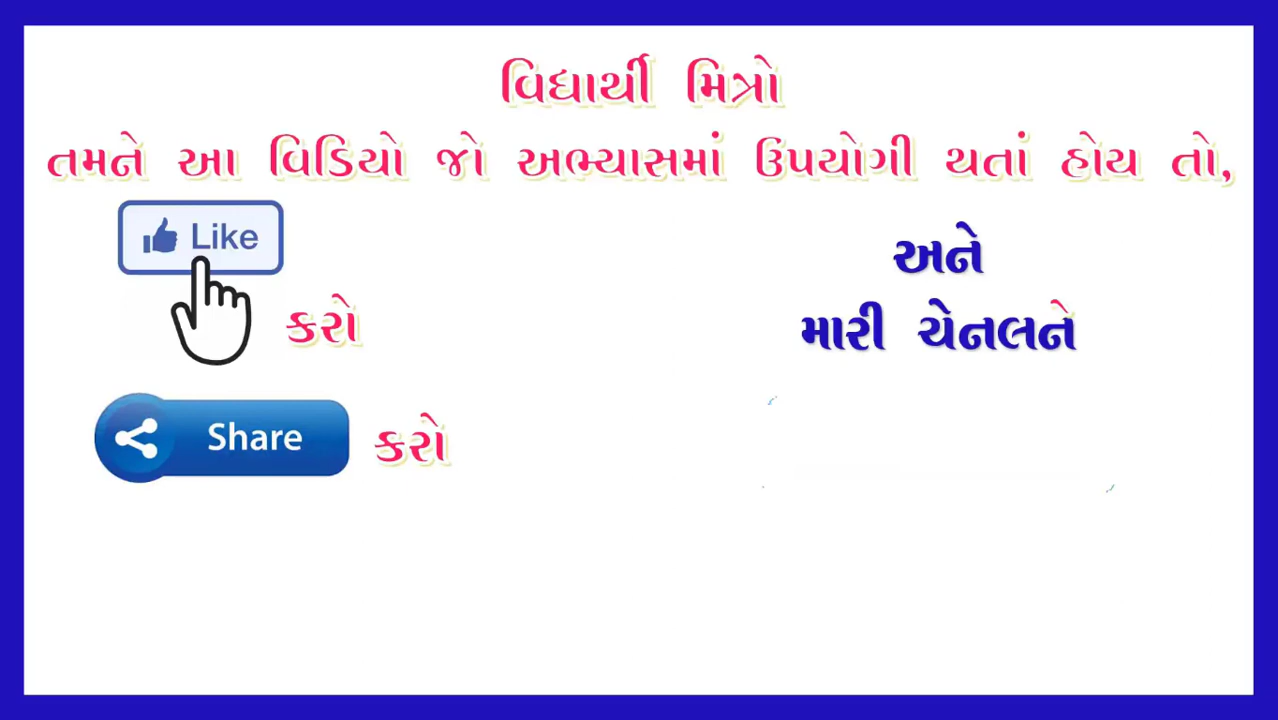 વિદ્યાર્થી મિત્રો
તમને આ વિડિયો જો અભ્યાસમાં ઉપયોગી થતાં હોય તો,
Like
કરો
Share કરો
અને
મારી ચેનલને